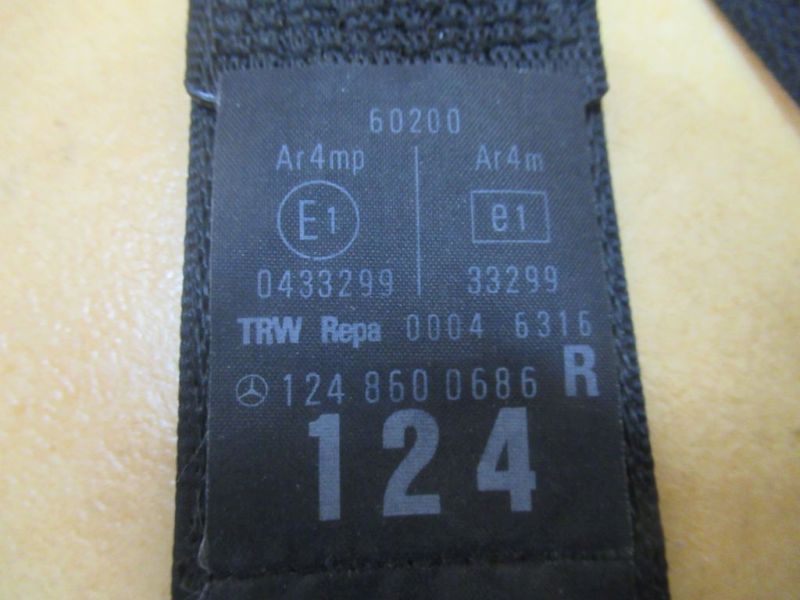 60200
Ar4mp Ar4m
E1 e1
0433299 33299
TRW Repa 0004 6316
124 860 0686 R
124